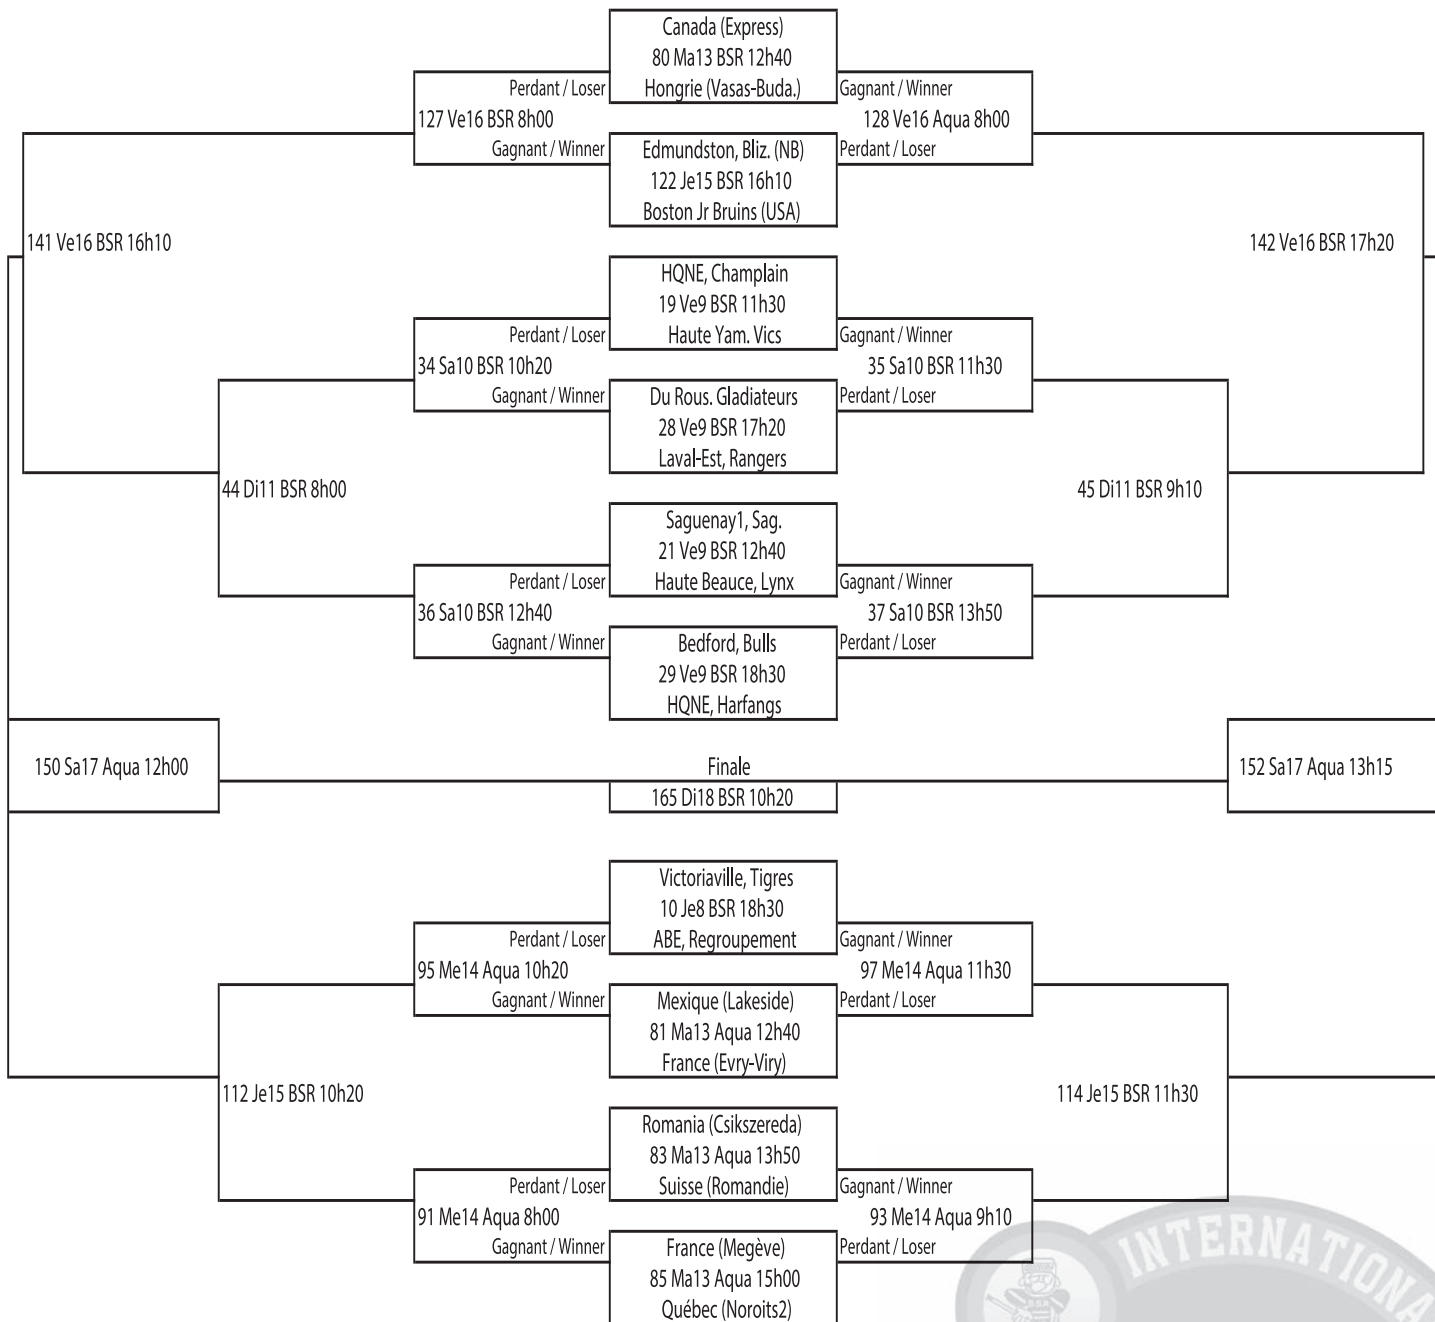 Canada (Express)
80 Ma13 BSR 12h40
Hongrie (Vasas-Buda.)
Perdant / Loser
127 Ve16 BSR 8h00
Gagnant / Winner
Gagnant / Winner
128 Ve16 Aqua 8h00
Perdant / Loser
Edmundston, Bliz. (NB)
122 Je15 BSR 16h10
Boston Jr Bruins (USA)
141 Ve16 BSR 16h10
142 Ve16 BSR 17h20
HQNE, Champlain
19 Ve9 BSR 11h30
Haute Yam. Vics
Perdant / Loser
34 Sa10 BSR 10h20
Gagnant / Winner
Gagnant / Winner
35 Sa10 BSR 11h30
Perdant / Loser
Du Rous. Gladiateurs
28 Ve9 BSR 17h20
Laval-Est, Rangers
44 Di11 BSR 8h00
45 Di11 BSR 9h10
Saguenay1, Sag.
21 Ve9 BSR 12h40
Haute Beauce, Lynx
Perdant / Loser
36 Sa10 BSR 12h40
Gagnant / Winner
Gagnant / Winner
37 Sa10 BSR 13h50
Perdant / Loser
Bedford, Bulls
29 Ve9 BSR 18h30
HQNE, Harfangs
150 Sa17 Aqua 12h00
Finale
165 Di18 BSR 10h20
152 Sa17 Aqua 13h15
Victoriaville, Tigres
10 Je8 BSR 18h30
ABE, Regroupement
Perdant / Loser
95 Me14 Aqua 10h20
Gagnant / Winner
Gagnant / Winner
97 Me14 Aqua 11h30
Perdant / Loser
Mexique (Lakeside)
81 Ma13 Aqua 12h40
France (Evry-Viry)
112 Je15 BSR 10h20
114 Je15 BSR 11h30
Romania (Csikszereda)
83 Ma13 Aqua 13h50
Suisse (Romandie)
Perdant / Loser
91 Me14 Aqua 8h00
Gagnant / Winner
Gagnant / Winner
93 Me14 Aqua 9h10
Perdant / Loser
France (Megève)
85 Ma13 Aqua 15h00
Québec (Noroits2)
INTERNATIONA
BSR